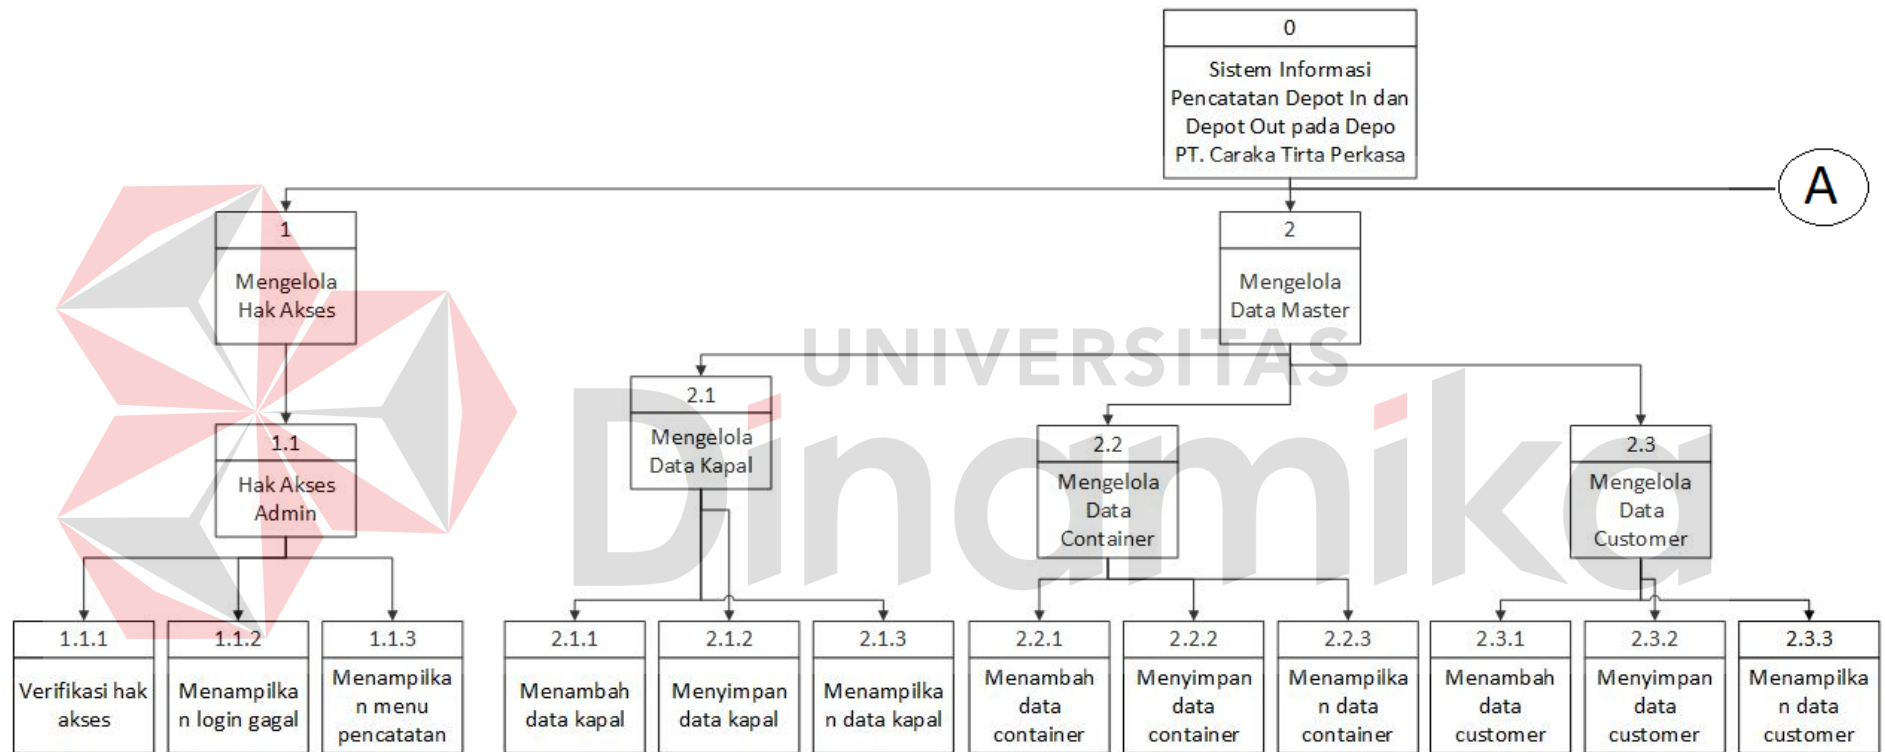 0
Sistem Informasi
Pencatatan Depot In dan
Depot Out pada Depo
PT. Caraka Tirta Perkasa
A
1
Mengelola
Hak Akses
2
Mengelola
Data Master
UNIVERSITAS
Dinamika
1.1
Hak Akses
Admin
2.1
Mengelola
Data Kapal
2.2
Mengelola
Data
Container
2.3
Mengelola
Data
Customer
1.1.1
Verifikasi hak
akses
1.1.2
Menampilka
n login gagal
1.1.3
Menampilka
n menu
pencatatan
2.1.1
Menambah
data kapal
2.1.2
Menyimpan
data kapal
2.1.3
Menampilka
n data kapal
2.2.1
Menambah
data
container
2.2.2
Menyimpan
data
container
2.2.3
Menampilka
n data
container
2.3.1
Menambah
data
customer
2.3.2
Menyimpan
data
customer
2.3.3
Menampilka
n data
customer